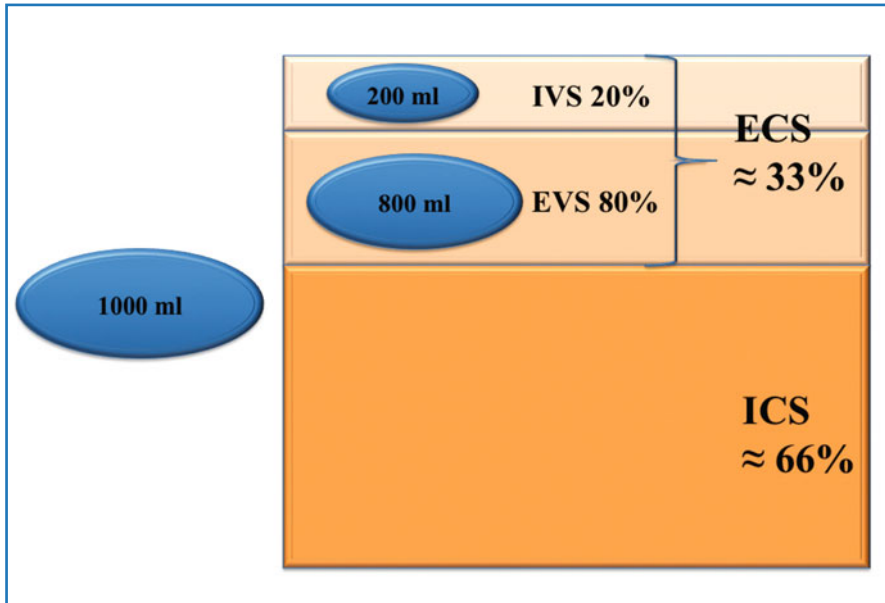 200 ml
IVS 20%
ECS
≈ 33%
800 ml
EVS 80%
1000 ml
ICS
≈ 66%